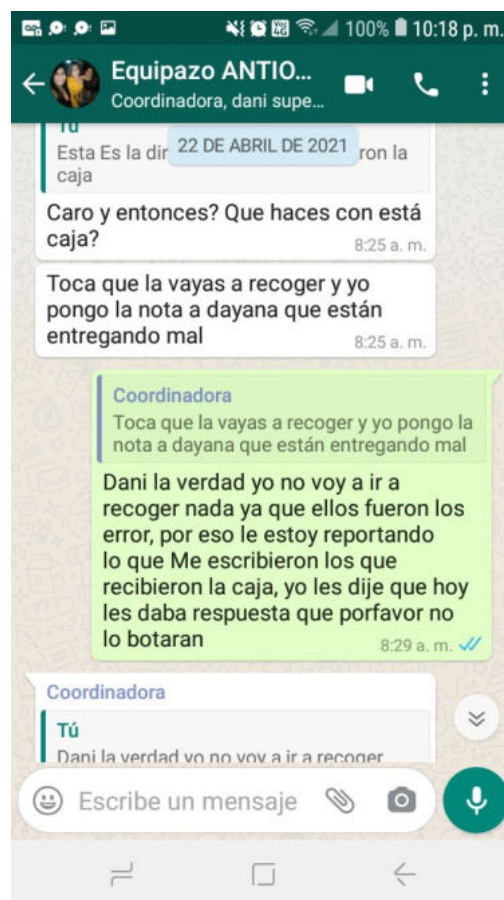 100% 10:18 p. m.
Equipazo ANTIO...
Coordinadora, dani supe...
Tú
Esta Es la dir
ron la
22 DE ABRIL DE 2021
caja
Caro y entonces? Que haces con está
caja?
8:25 a. m.
Toca que la vayas a recoger y yo
pongo la nota a dayana que están
entregando mal
8:25 a. m.
Coordinadora
Toca que la vayas a recoger y yo pongo la
nota a dayana que están entregando mal
Dani la verdad yo no voy a ir a
recoger nada ya que ellos fueron los
error, por eso le estoy reportando
lo que Me escribieron los que
recibieron la caja, yo les dije que hoy
les daba respuesta que porfavor no
lo botaran
8:29 a. m.
Coordinadora
Tú
Dani la verdad yo no voy a ir a recoger
Escribe un mensaje